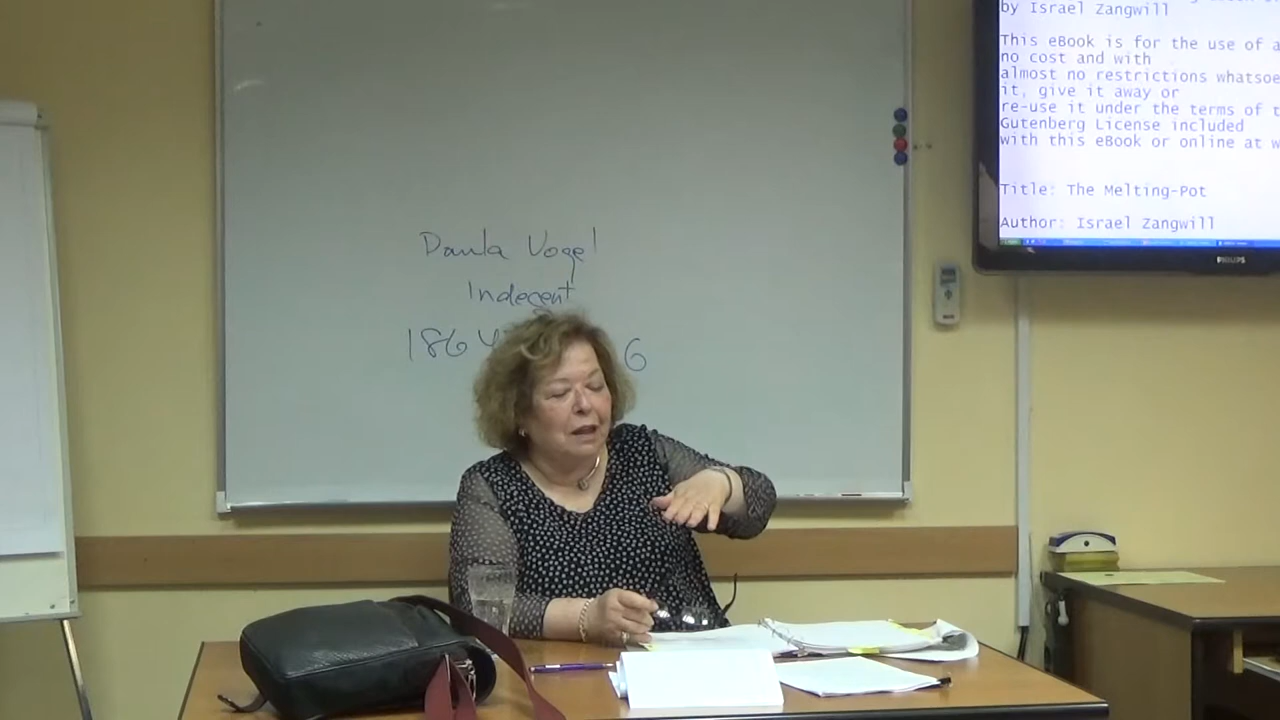 Paula Vogel
Indecent
1864
6
by Israel Zangwill
This eBook is for the use of a
no cost and with
almost no restrictions whatsoe
it, give it away or
re-use it under the terms of t
Gutenberg License included
with this eBook or online at w
Title: The Melting-Pot
Author: Israel Zangwill
PHILIPS